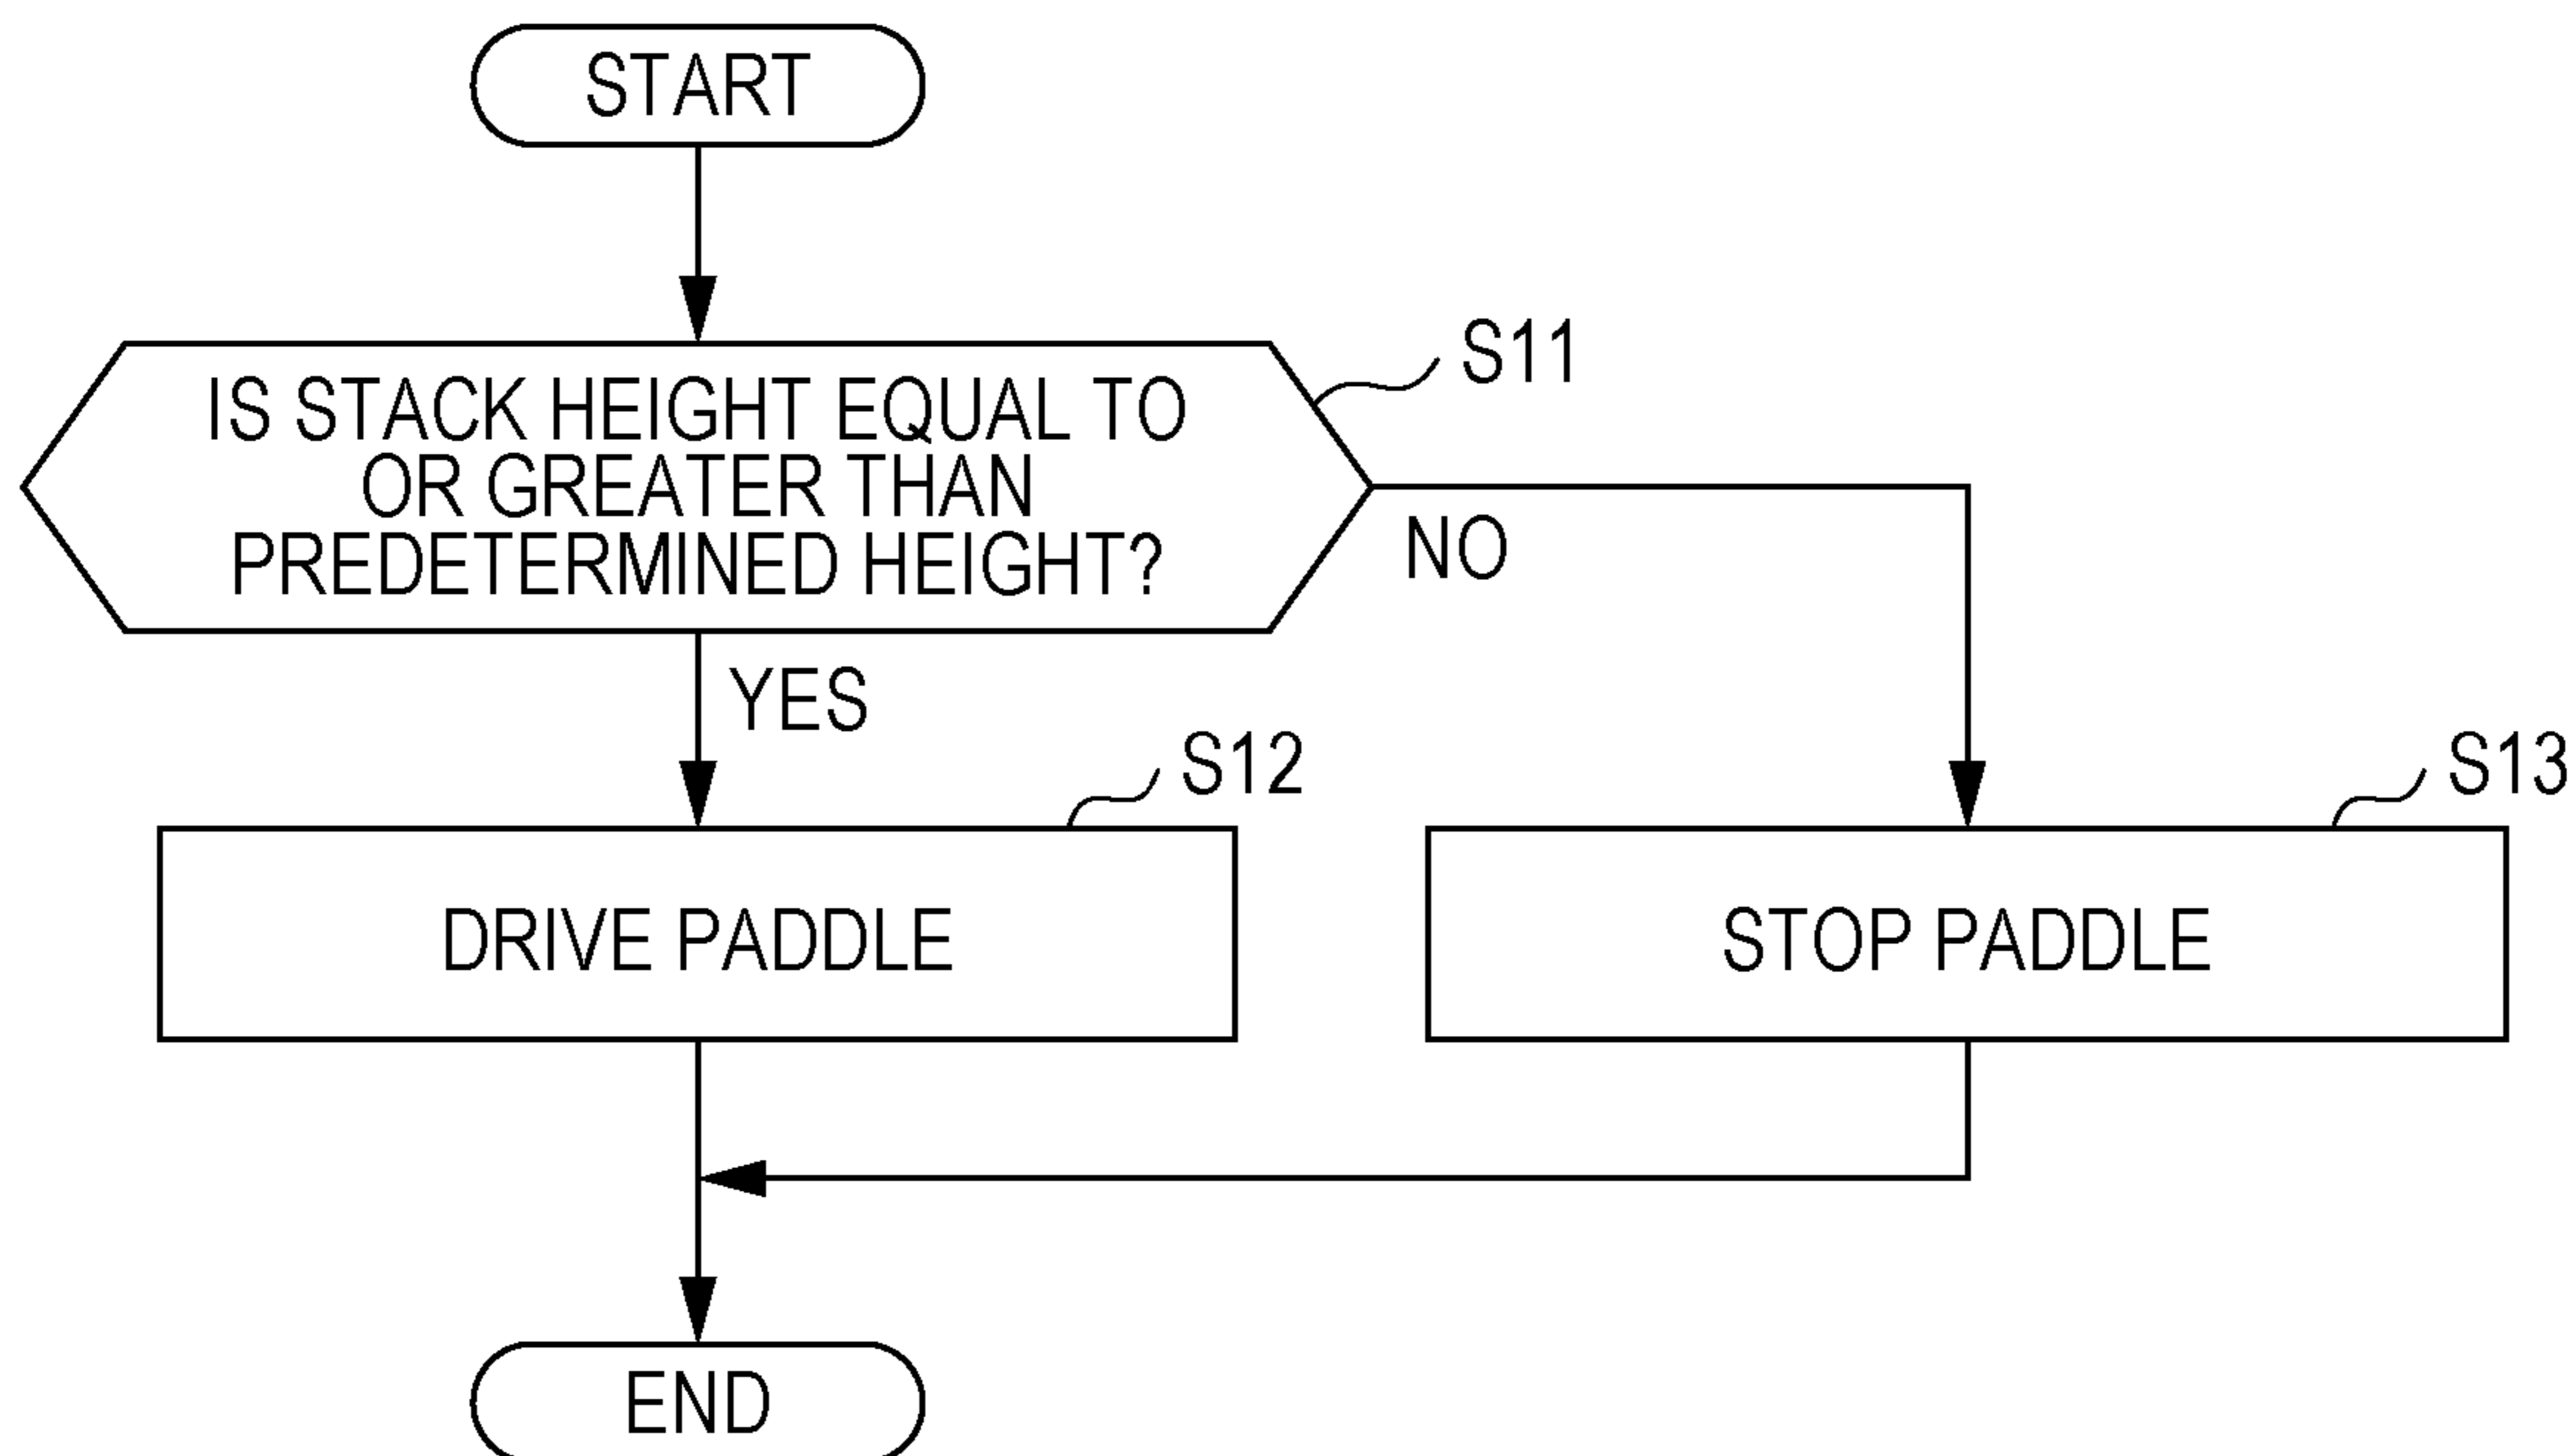 START
S11
IS STACK HEIGHT EQUAL TO
OR GREATER THAN
PREDETERMINED HEIGHT?
NO
YES
S12
S13
DRIVE PADDLE
STOP PADDLE
END